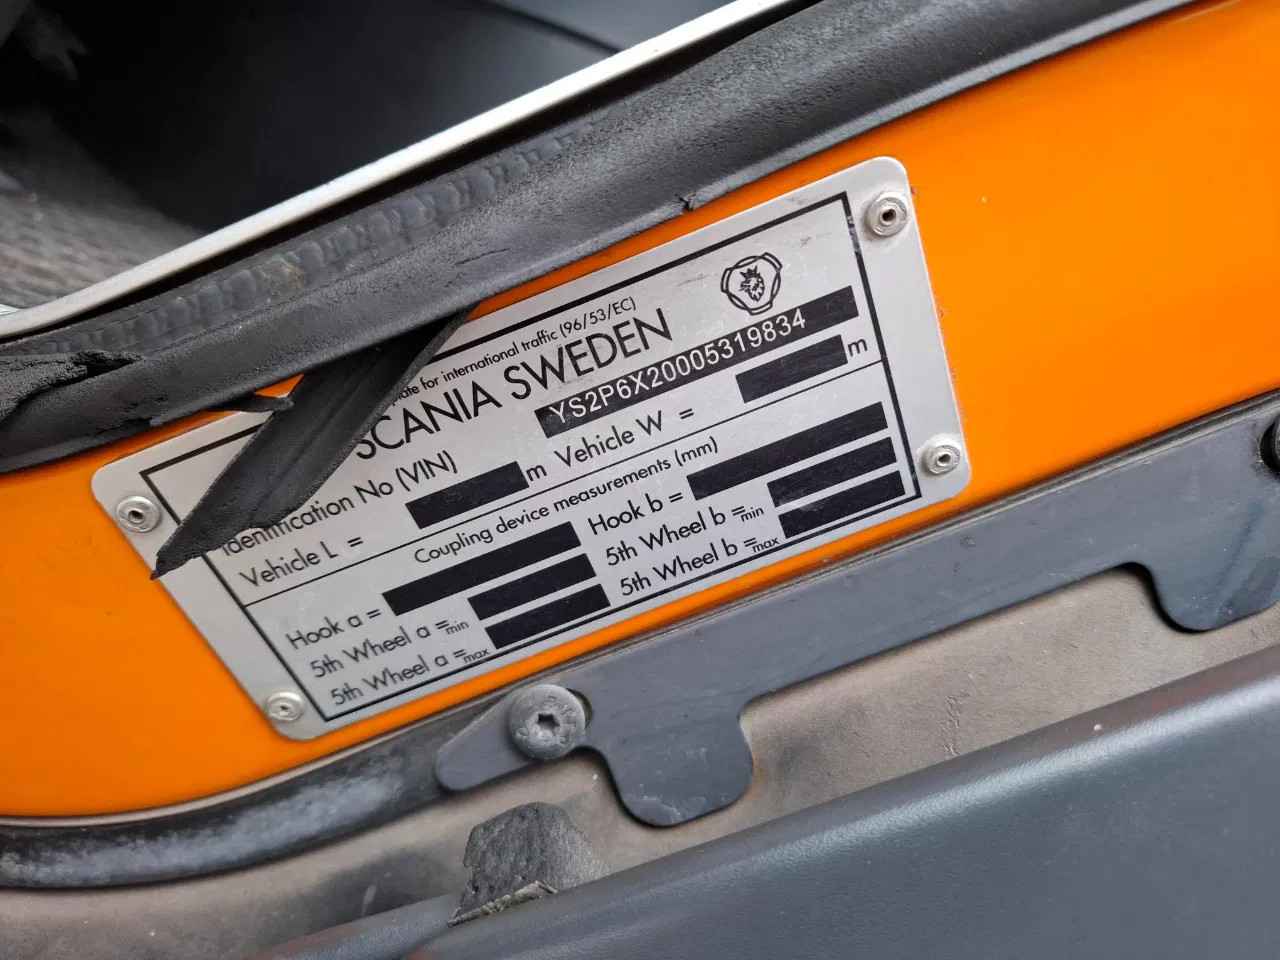 plate for international traffic (96/53/EC)
SCANIA SWEDEN
Identification No (VIN) YS2P6X20005319834
Vehicle L = m Vehicle W = m
Coupling device measurements (mm)
Hook a = Hook b =
5th Wheel a =min 5th Wheel b =min
5th Wheel a =max 5th Wheel b =max